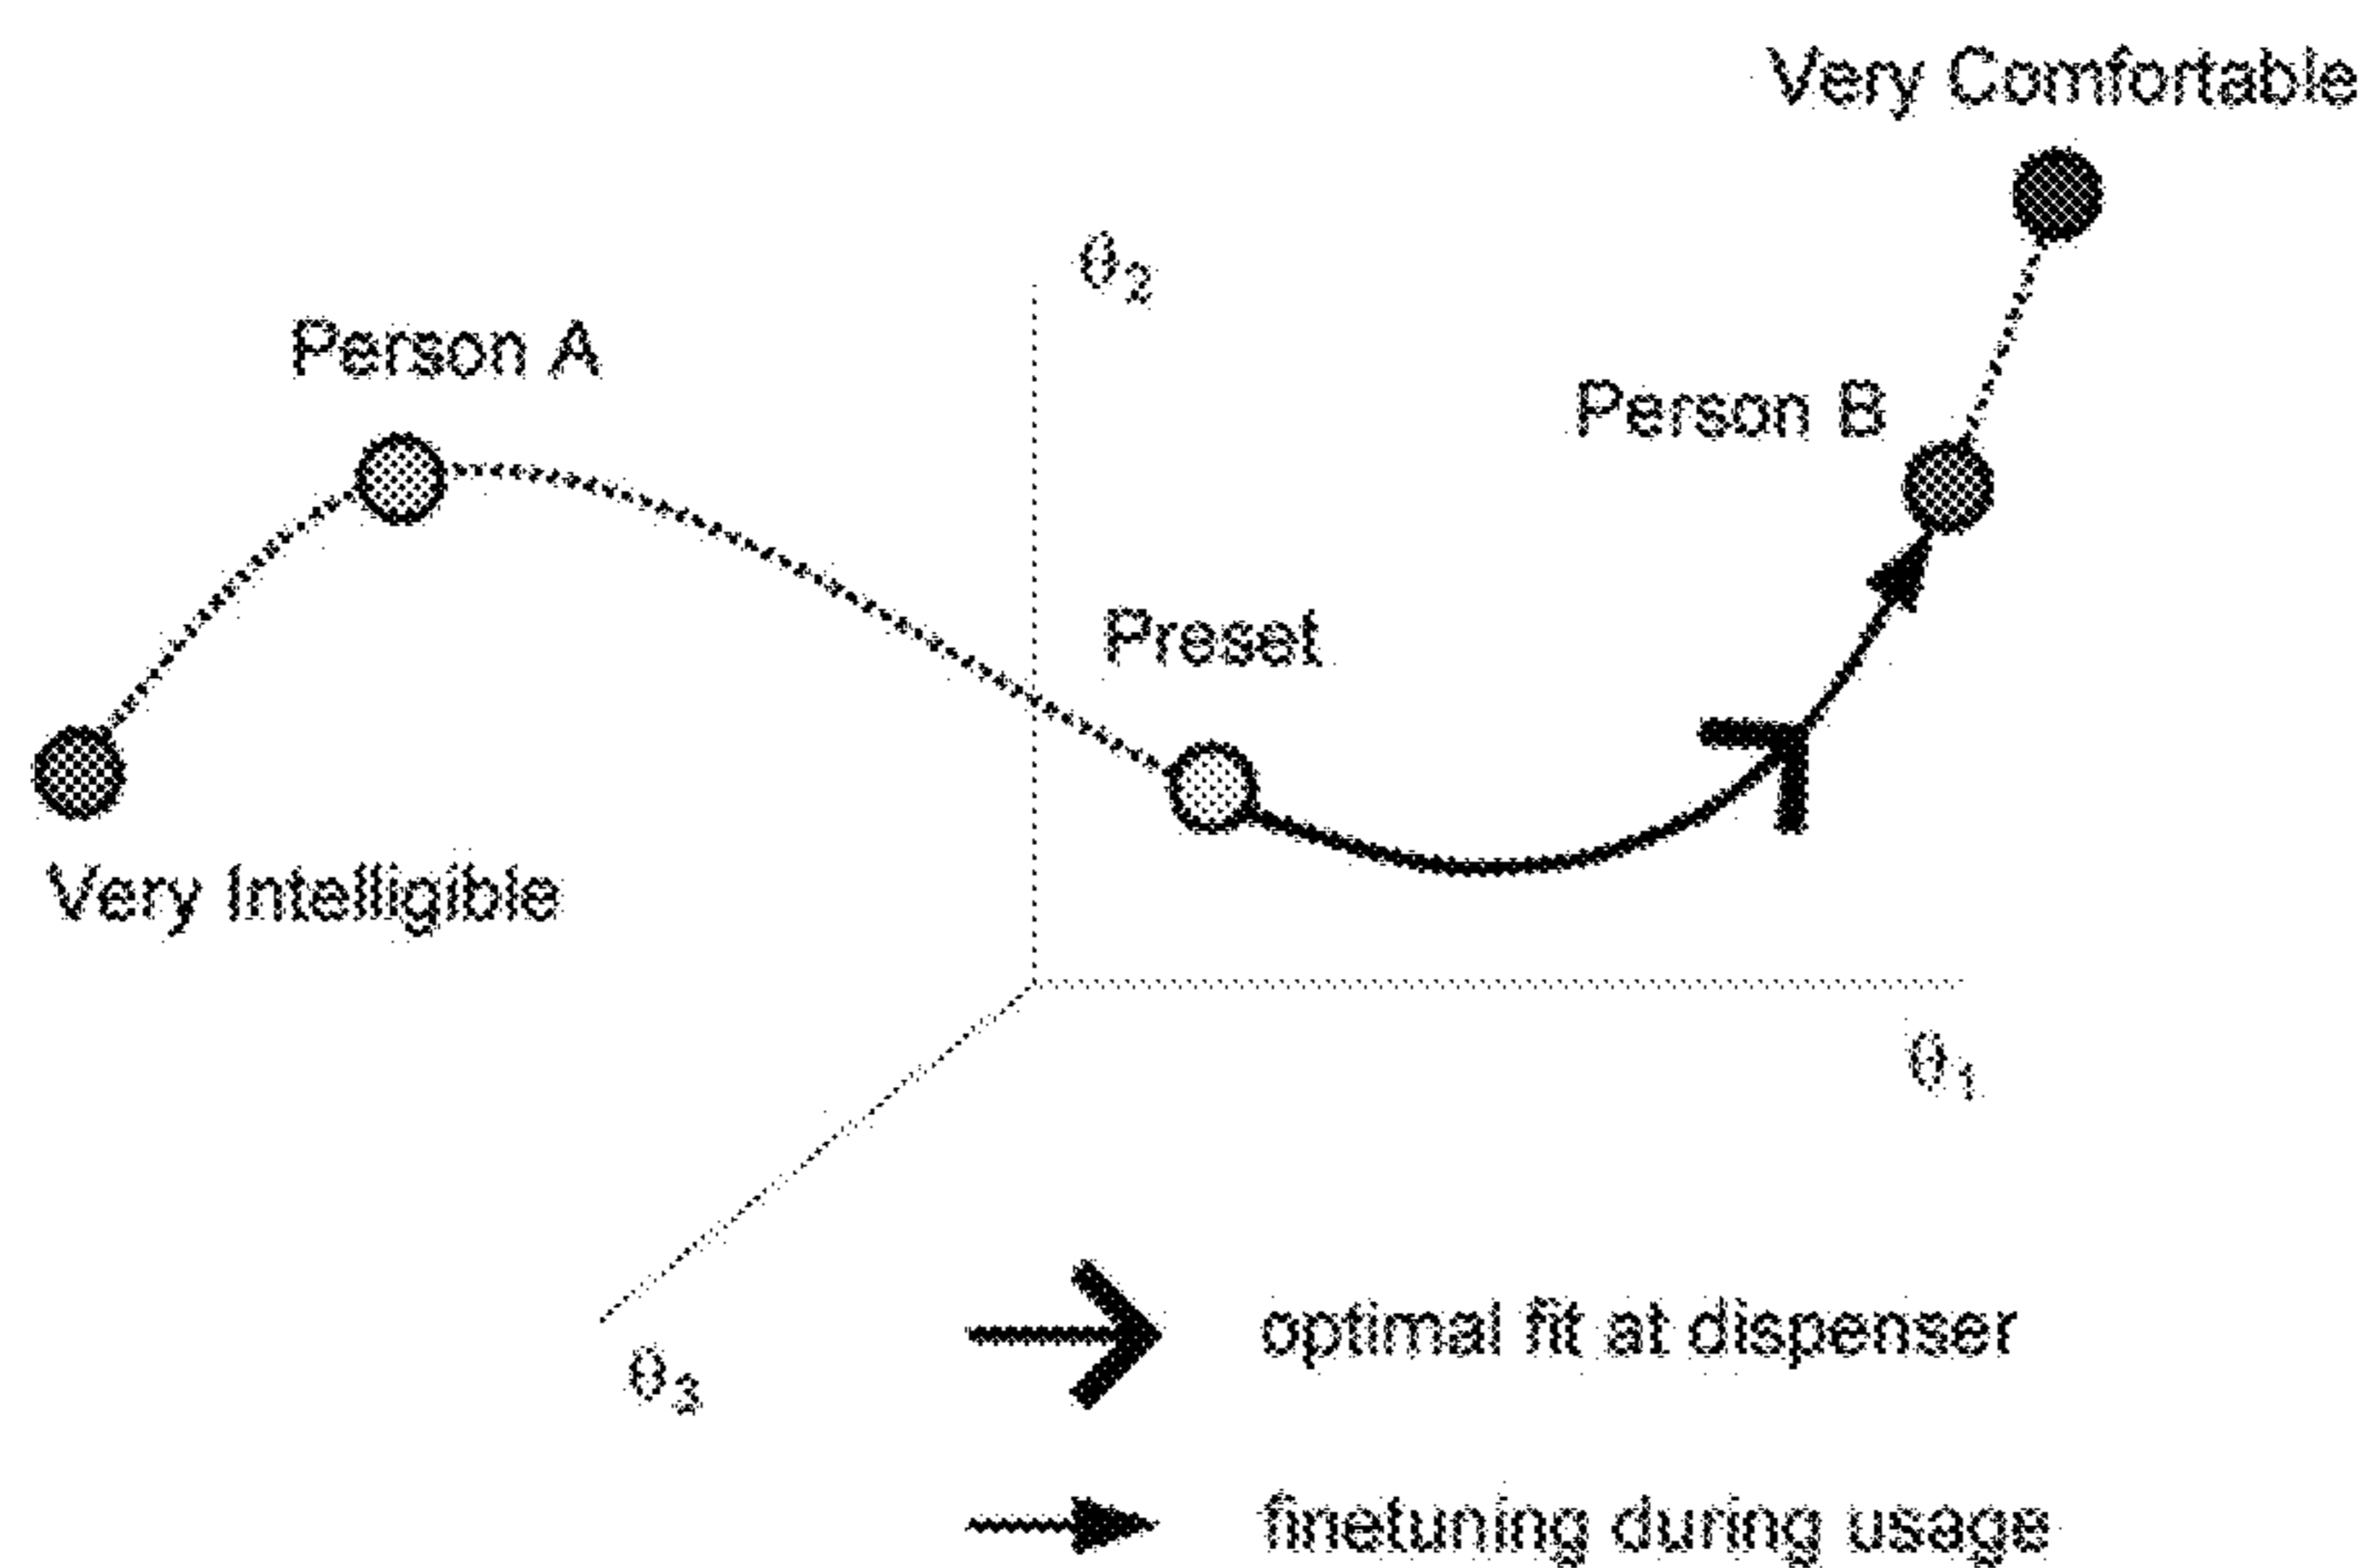 Very Comfortable
θ2
Person A
Person B
Preset
Very Intelligible
θ1
θ3
optimal fit at dispenser
finetuning during usage